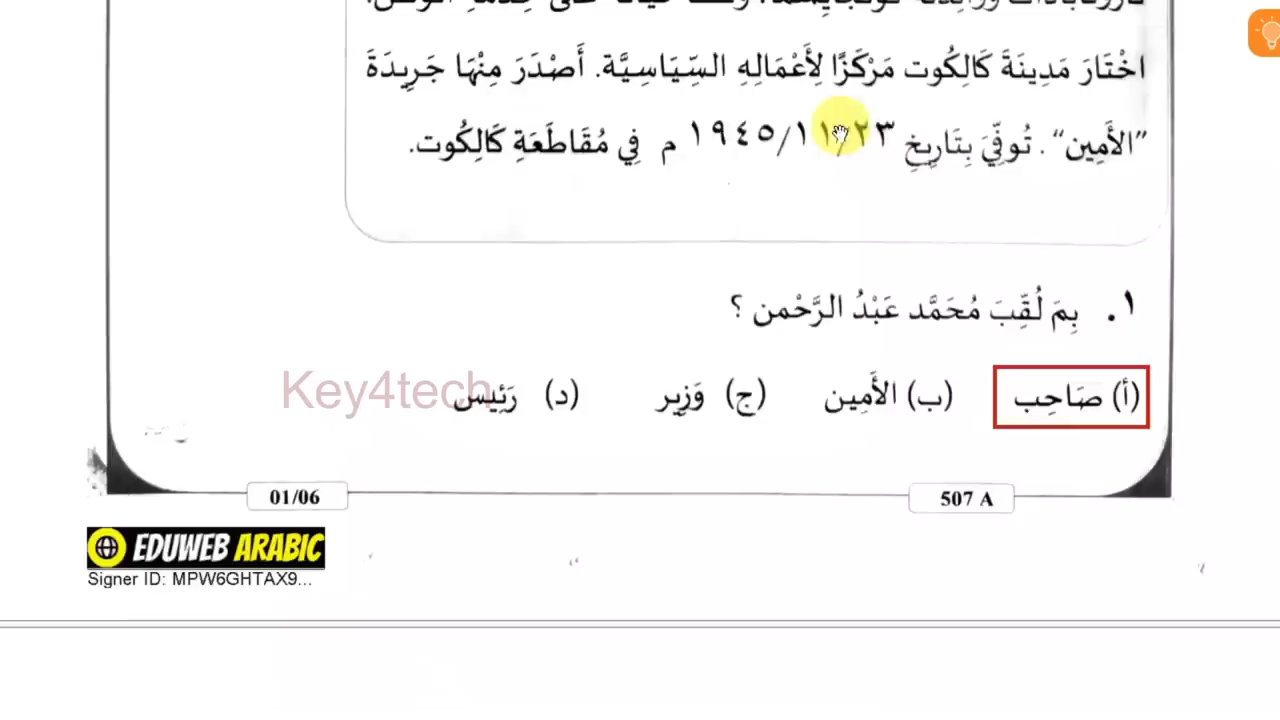 اخْتَارَ مَدِينَةَ كَالِكُوت مَرْكَزًا لِأَعْمَالِهِ السِّيَاسِيَّة. أَصْدَرَ مِنْهَا جَرِيدَةَ
”الأَمِين“. تُوفِّيَ بِتَارِيخِ ٢٣/١١/١٩٤٥ م فِي مُقَاطَعَةِ كَالِكُوت.
١. بِمَ لُقِّبَ مُحَمَّد عَبْدُ الرَّحْمن ؟
(أ) صَاحِب (ب) الأَمِين (ج) وَزِير (د) رَئِيس
Key4tech
01/06
507 A
EDUWEB ARABIC
Signer ID: MPW6GHTAX9...